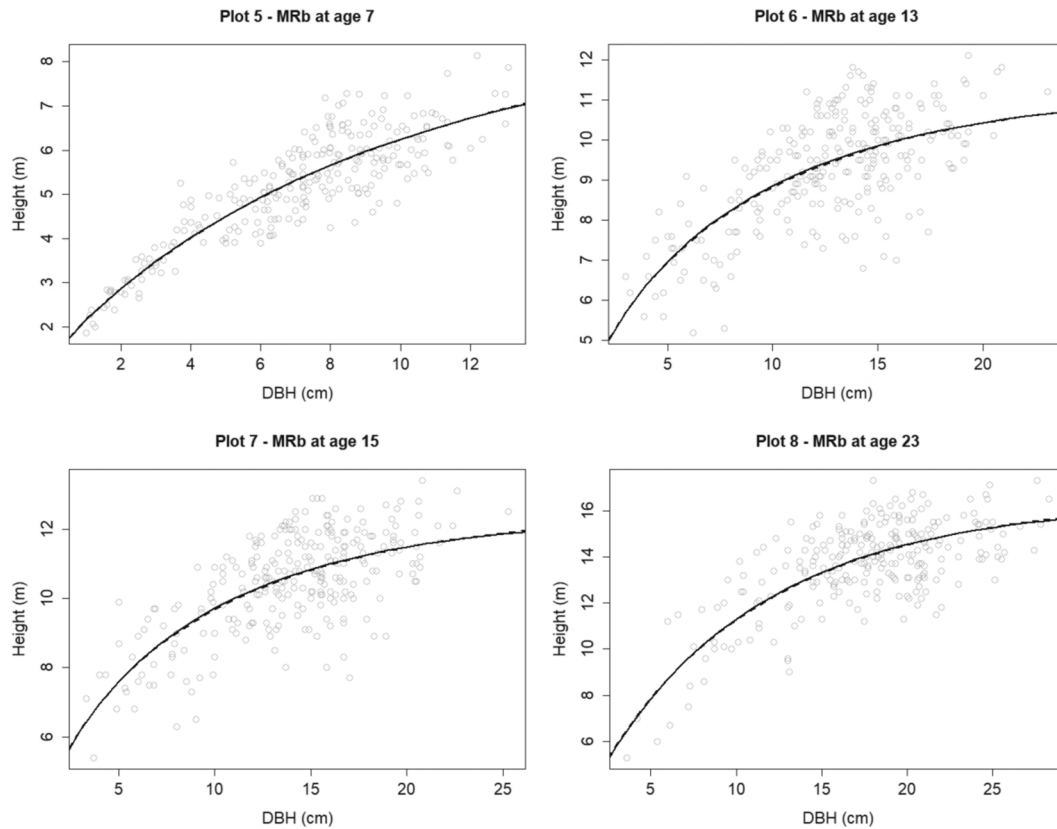 Plot 5 - MRb at age 7
Height (m)
8
7
6
5
4
3
2
2 4 6 8 10 12
DBH (cm)
Plot 6 - MRb at age 13
Height (m)
12
11
10
9
8
7
6
5
5 10 15 20
DBH (cm)
Plot 7 - MRb at age 15
Height (m)
12
10
8
6
5 10 15 20 25
DBH (cm)
Plot 8 - MRb at age 23
Height (m)
16
14
12
10
8
6
5 10 15 20 25
DBH (cm)